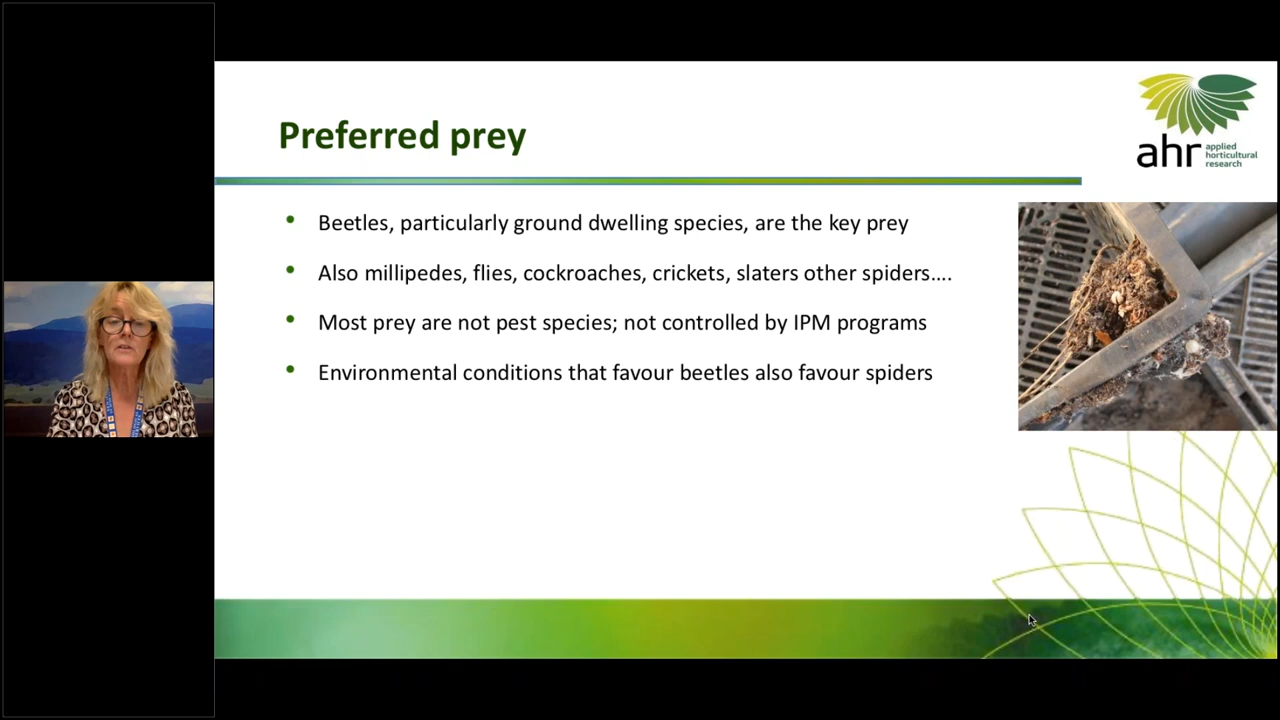 Preferred prey
ahr applied
horticultural
research
Beetles, particularly ground dwelling species, are the key prey
Also millipedes, flies, cockroaches, crickets, slaters other spiders....
Most prey are not pest species; not controlled by IPM programs
Environmental conditions that favour beetles also favour spiders